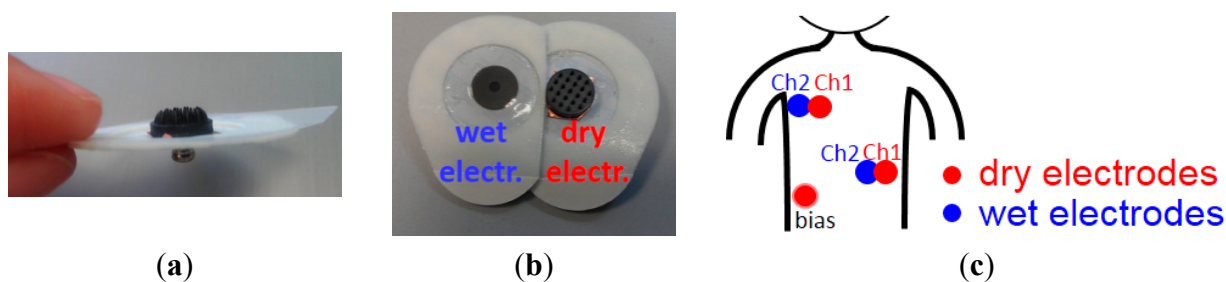 wet dry
electr. electr.
Ch2 Ch1
Ch2 Ch1
bias
dry electrodes
wet electrodes
(a) (b) (c)